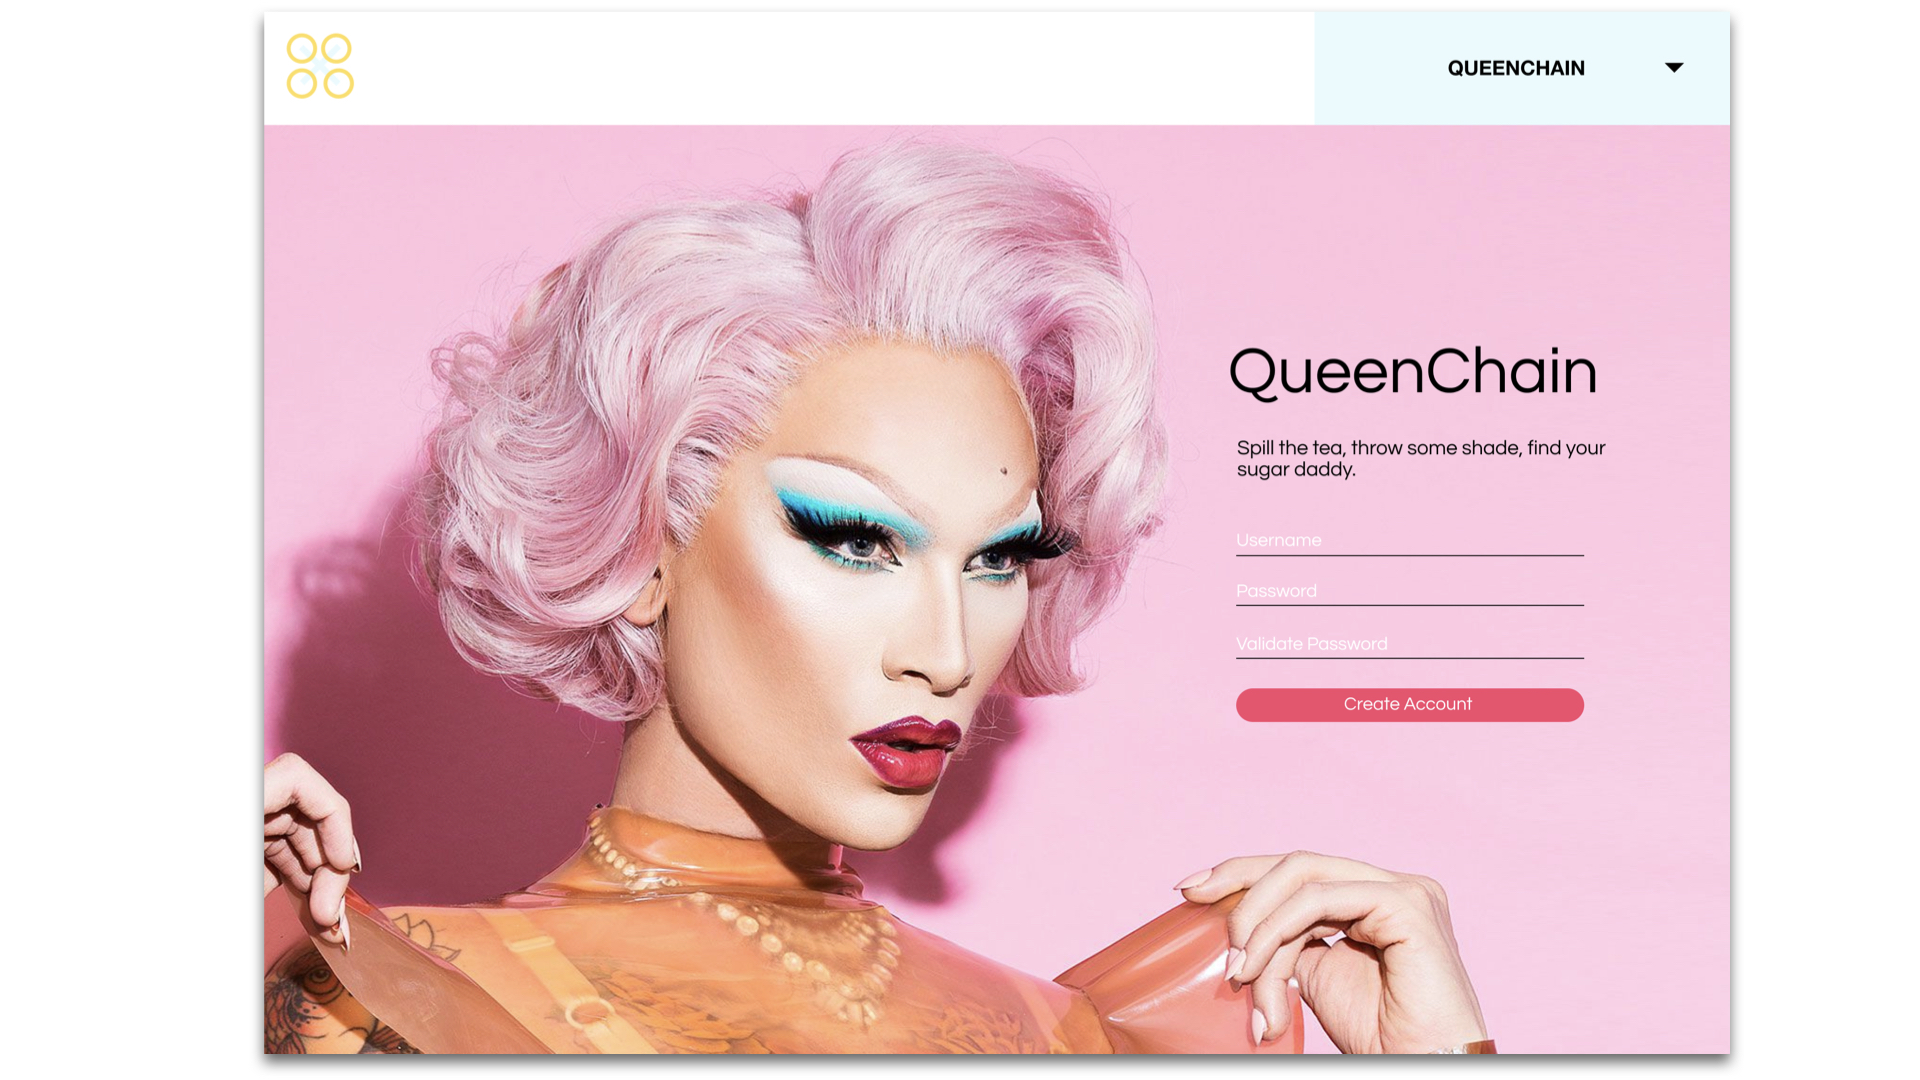 QUEENCHAIN
QueenChain
Spill the tea, throw some shade, find your
sugar daddy.
Username
Password
Validate Password
Create Account